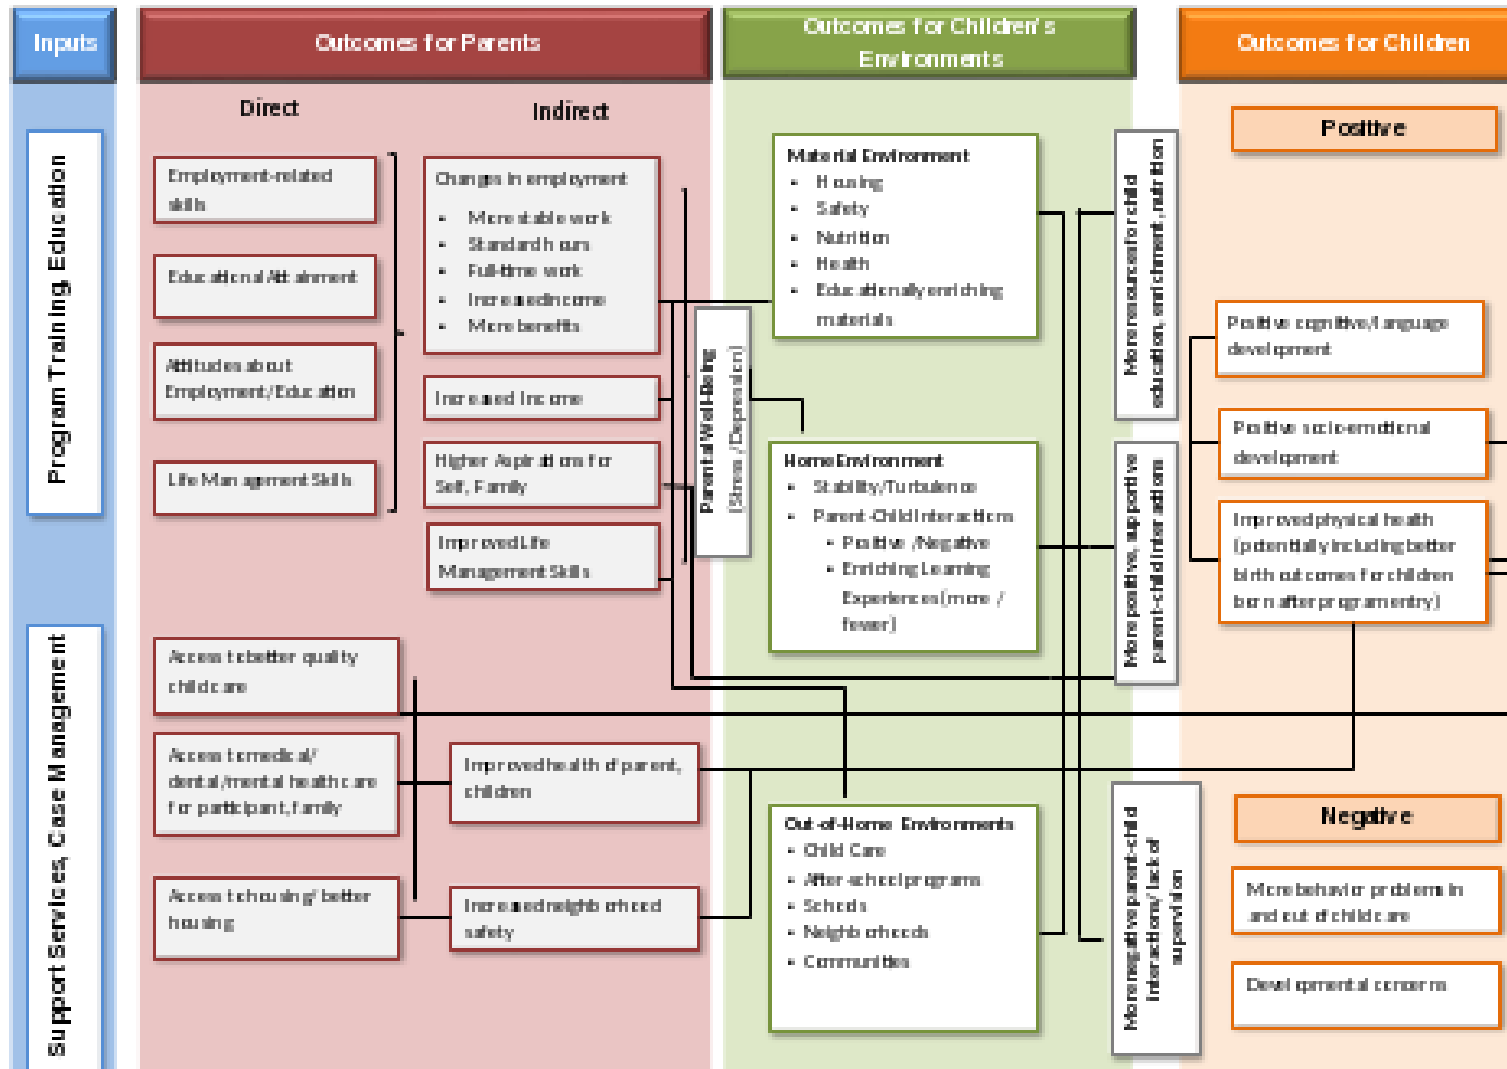 Inputs
Outcomes for Parents
Outcomes for Children's
Environments
Outcomes for Children
Direct
Indirect
Program Training, Education
Employment-related
skills
Educational Attainment
Attitudes about
Employment/Education
Life Management Skills
Changes in employment
• More stable work
• Standard hours
• Full-time work
• Increased income
• More benefits
Increased Income
Higher Aspirations for
Self, Family
Improved Life
Management Skills
Parental Well-Being
(Stress /Depression)
Material Environment
• Housing
• Safety
• Nutrition
• Health
• Educationally enriching
materials
Home Environment
• Stability/Turbulence
• Parent-Child Interactions
• Positive /Negative
• Enriching Learning
Experiences (more /
fewer)
More resources for child
education, enrichment, nutrition
More positive, supportive
parent-child interactions
Positive
Positive cognitive/language
development
Positive socio-emotional
development
Improved physical health
(potentially including better
birth outcomes for children
born after program entry)
Support Services, Case Management
Access to better quality
child care
Access to medical/
dental/mental health care
for participant, family
Access to housing/ better
housing
Improved health of parent,
children
Increased neighborhood
safety
Out-of-Home Environments
• Child Care
• After-school programs
• Schools
• Neighborhoods
• Communities
More negative parent-child
interactions/ lack of
supervision
Negative
More behavior problems in
and out of child care
Developmental concerns